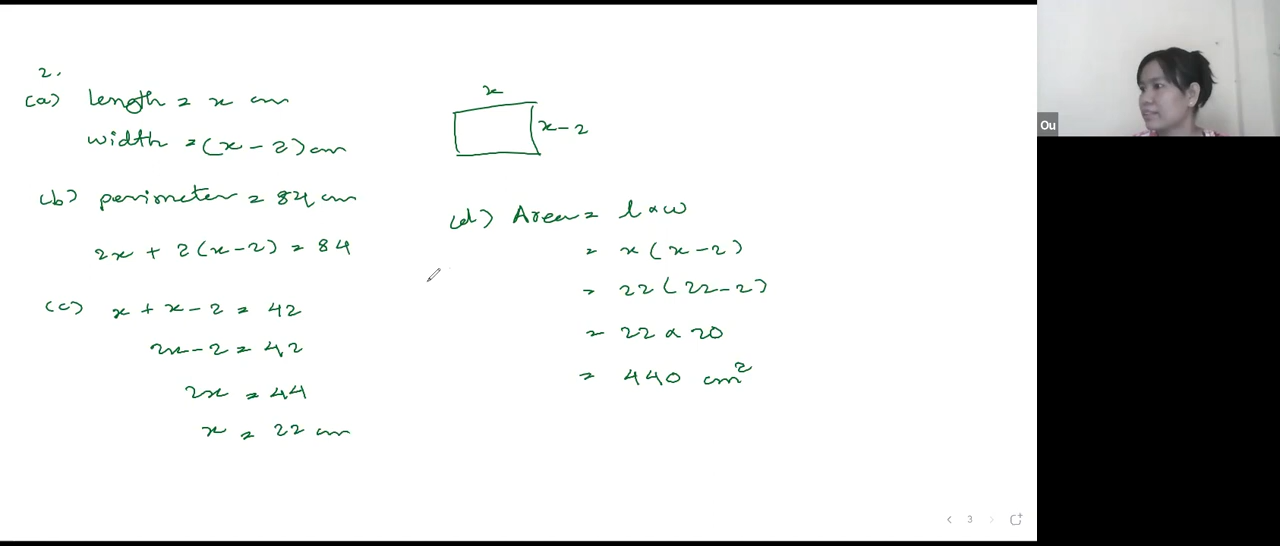 2.
(a) length = x cm
width = (x - 2) cm
x
x - 2
(b) perimeter = 84 cm
2x + 2(x - 2) = 84
(c) x + x - 2 = 42
2x - 2 = 42
2x = 44
x = 22 cm
(d) Area = l × w
= x (x - 2)
= 22 (22 - 2)
= 22 × 20
= 440 cm²
Ou
3